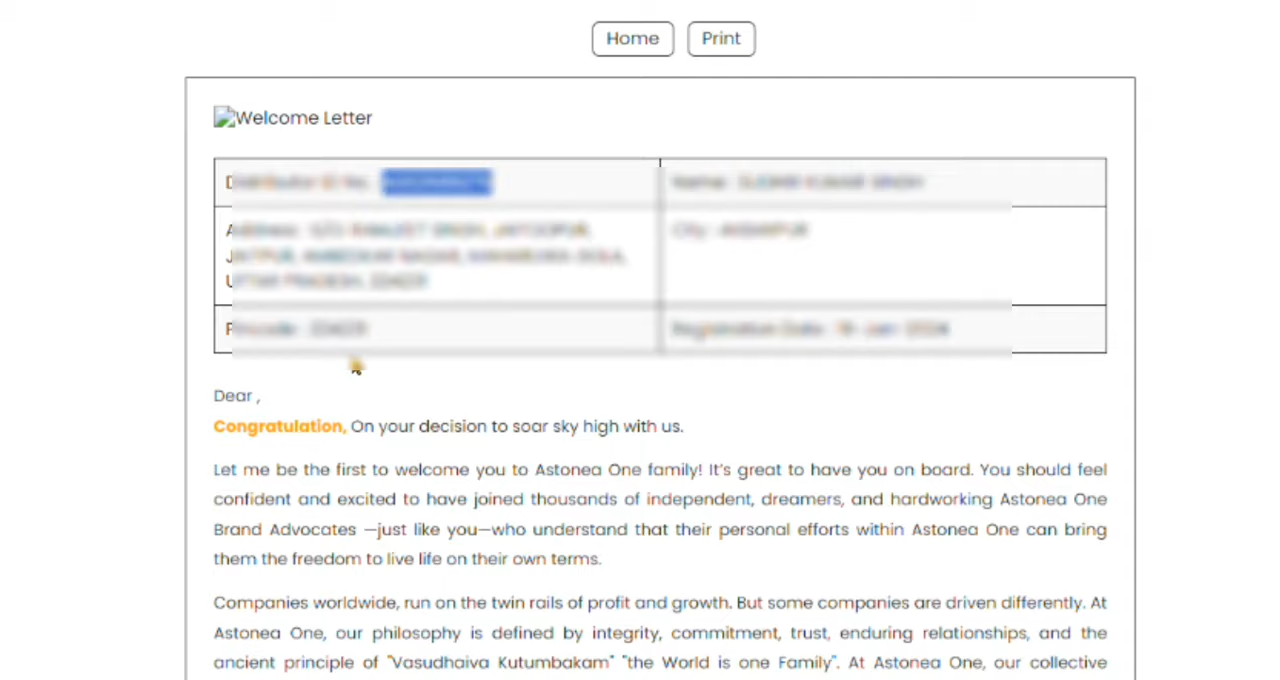 Home Print
Welcome Letter
Dear ,
Congratulation, On your decision to soar sky high with us.
Let me be the first to welcome you to Astonea One family! It's great to have you on board. You should feel
confident and excited to have joined thousands of independent, dreamers, and hardworking Astonea One
Brand Advocates —just like you—who understand that their personal efforts within Astonea One can bring
them the freedom to live life on their own terms.
Companies worldwide, run on the twin rails of profit and growth. But some companies are driven differently. At
Astonea One, our philosophy is defined by integrity, commitment, trust, enduring relationships, and the
ancient principle of "Vasudhaiva Kutumbakam" "the World is one Family". At Astonea One, our collective